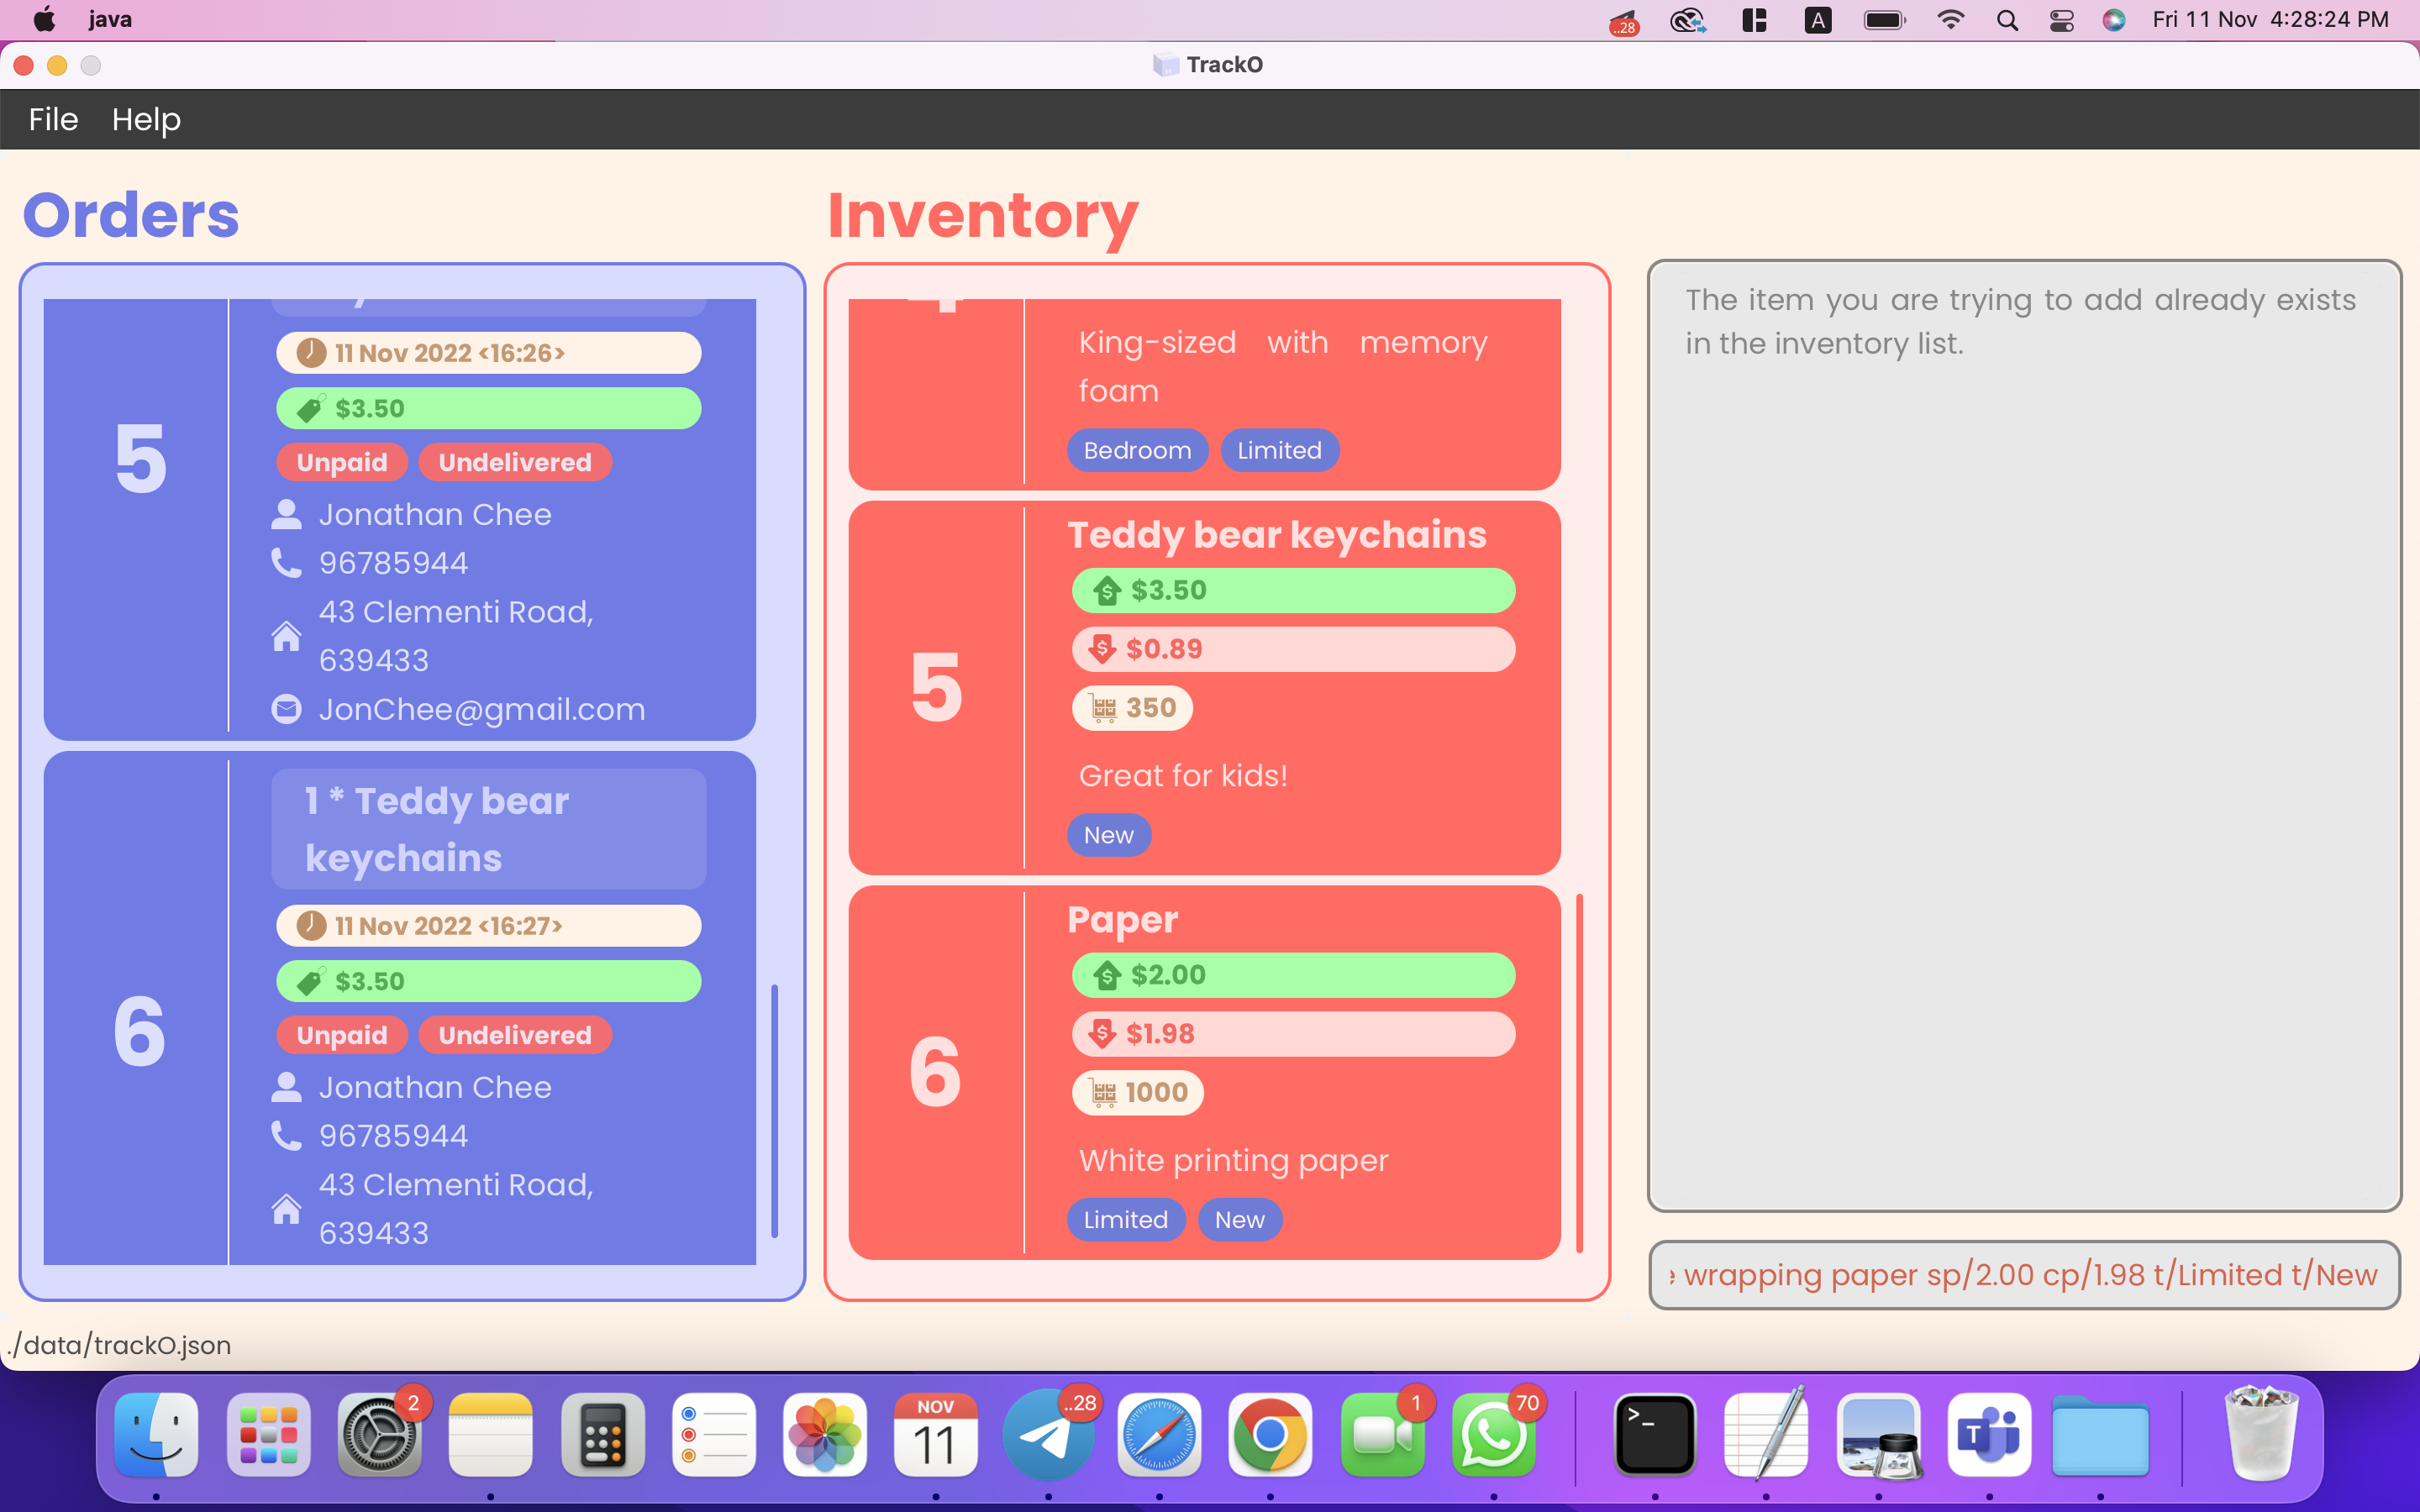 java
..28
A
Fri 11 Nov 4:28:24 PM
TrackO
File Help
Orders
5
11 Nov 2022 <16:26>
$3.50
Unpaid Undelivered
Jonathan Chee
96785944
43 Clementi Road,
639433
JonChee@gmail.com
6
1 * Teddy bear
keychains
11 Nov 2022 <16:27>
$3.50
Unpaid Undelivered
Jonathan Chee
96785944
43 Clementi Road,
639433
Inventory
King-sized with memory
foam
Bedroom Limited
5
Teddy bear keychains
$3.50
$0.89
350
Great for kids!
New
6
Paper
$2.00
$1.98
1000
White printing paper
Limited New
The item you are trying to add already exists
in the inventory list.
wrapping paper sp/2.00 cp/1.98 t/Limited t/New
./data/trackO.json
2
NOV
11
..28
1
70
>_
T